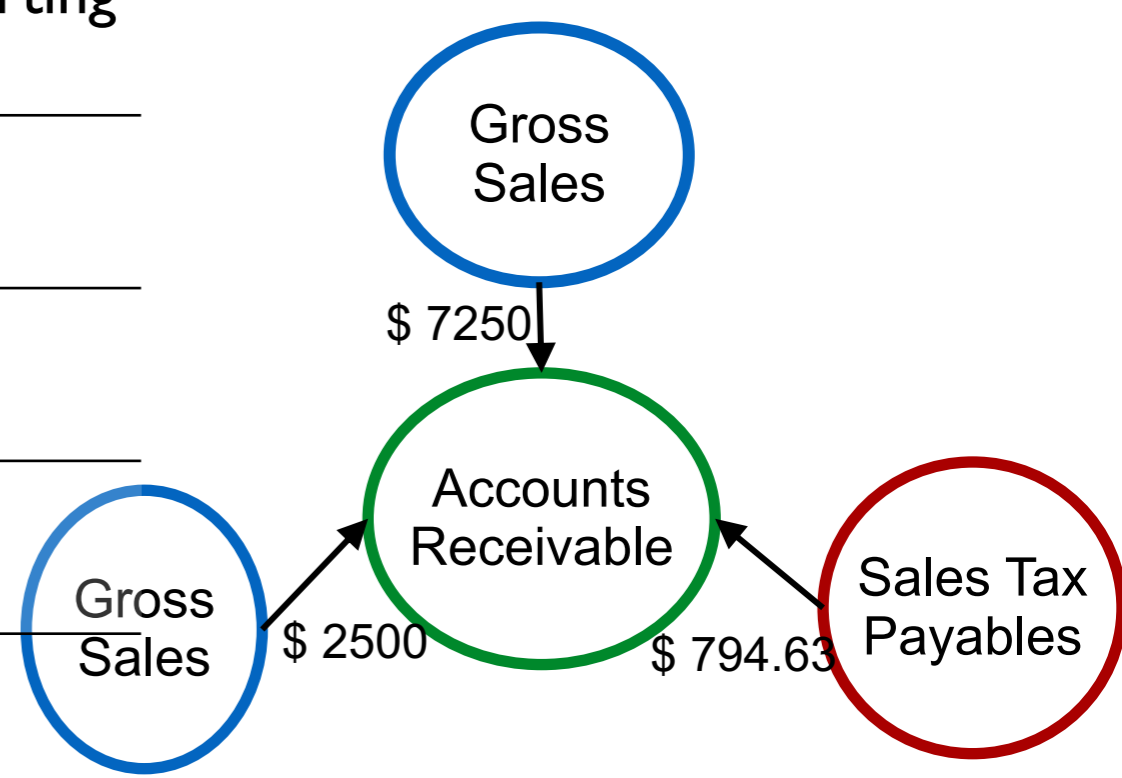 Gross
Sales
$ 7250
Accounts
Receivable
Gross
Sales
$ 2500
$ 794.63
Sales Tax
Payables